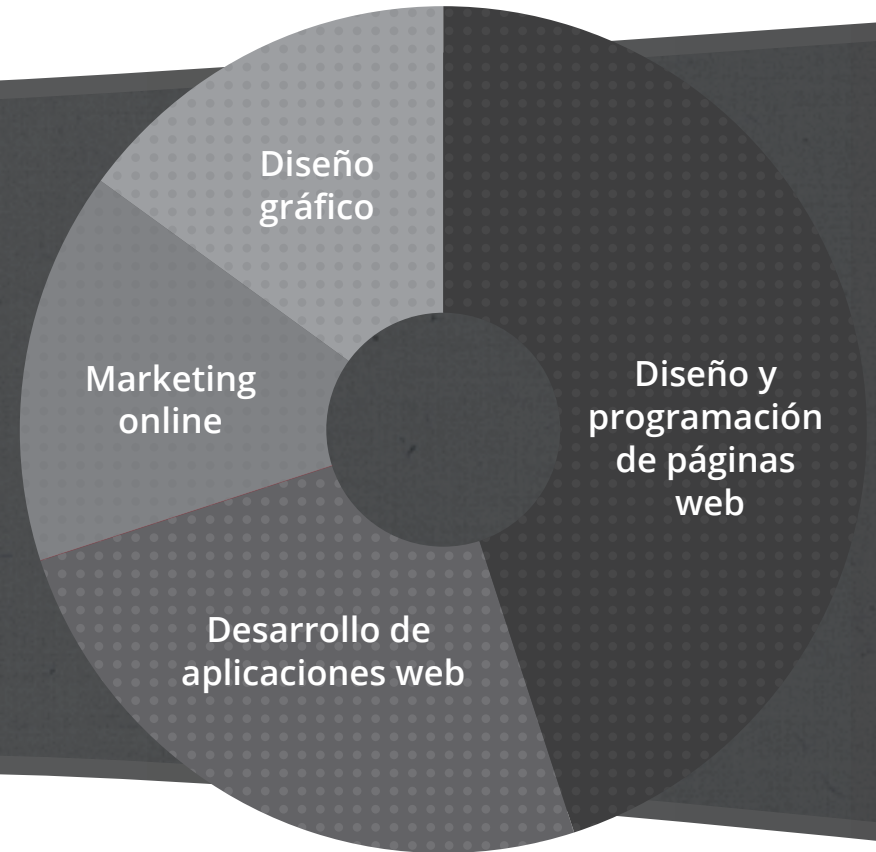 Diseño
gráfico
Marketing
online
Diseño y
programación
de páginas
web
Desarrollo de
aplicaciones web